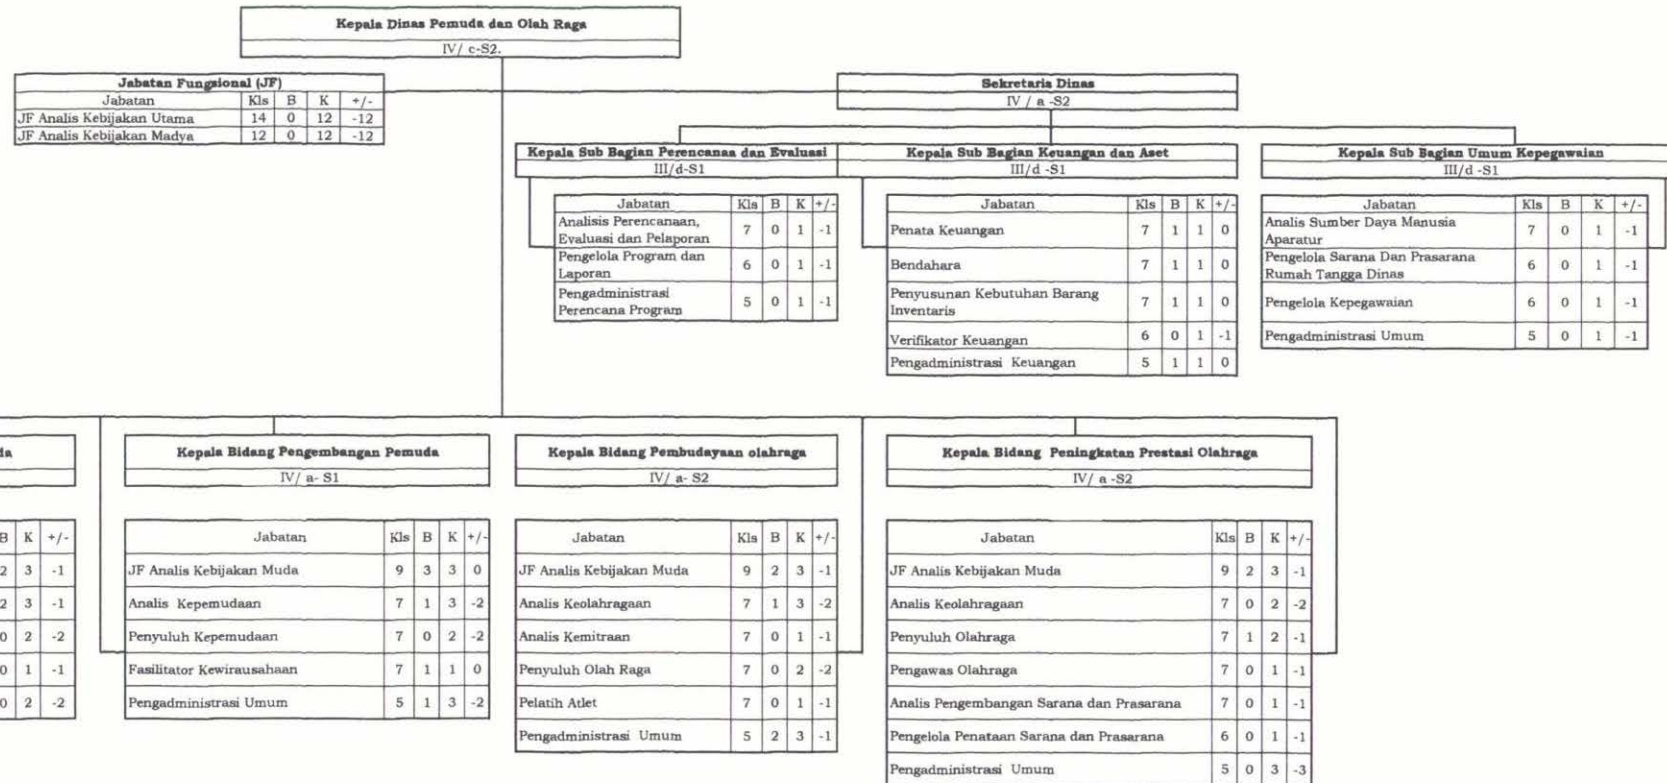 Kepala Dinas Pemuda dan Olah Raga
IV/ c-S2.
Jabatan Fungsional (JF)
Jabatan Kls B K +/-
JF Analis Kebijakan Utama 14 0 12 -12
JF Analis Kebijakan Madya 12 0 12 -12
Sekretaris Dinas
IV / a -S2
Kepala Sub Bagian Perencanaa dan Evaluasi
III/d-S1
Jabatan Kls B K +/-
Analisis Perencanaan,
Evaluasi dan Pelaporan 7 0 1 -1
Pengelola Program dan
Laporan 6 0 1 -1
Pengadministrasi
Perencana Program 5 0 1 -1
Kepala Sub Bagian Keuangan dan Aset
III/d -S1
Jabatan Kls B K +/-
Penata Keuangan 7 1 1 0
Bendahara 7 1 1 0
Penyusunan Kebutuhan Barang
Inventaris 7 1 1 0
Verifikator Keuangan 6 0 1 -1
Pengadministrasi Keuangan 5 1 1 0
Kepala Sub Bagian Umum Kepegawaian
III/d -S1
Jabatan Kls B K +/-
Analis Sumber Daya Manusia
Aparatur 7 0 1 -1
Pengelola Sarana Dan Prasarana
Rumah Tangga Dinas 6 0 1 -1
Pengelola Kepegawaian 6 0 1 -1
Pengadministrasi Umum 5 0 1 -1
da
B K +/-
2 3 -1
2 3 -1
0 2 -2
0 1 -1
0 2 -2
Kepala Bidang Pengembangan Pemuda
IV/ a- S1
Jabatan Kls B K +/-
JF Analis Kebijakan Muda 9 3 3 0
Analis Kepemudaan 7 1 3 -2
Penyuluh Kepemudaan 7 0 2 -2
Fasilitator Kewirausahaan 7 1 1 0
Pengadministrasi Umum 5 1 3 -2
Kepala Bidang Pembudayaan olahraga
IV/ a- S2
Jabatan Kls B K +/-
JF Analis Kebijakan Muda 9 2 3 -1
Analis Keolahragaan 7 1 3 -2
Analis Kemitraan 7 0 1 -1
Penyuluh Olah Raga 7 0 2 -2
Pelatih Atlet 7 0 1 -1
Pengadministrasi Umum 5 2 3 -1
Kepala Bidang Peningkatan Prestasi Olahraga
IV/ a -S2
Jabatan Kls B K +/-
JF Analis Kebijakan Muda 9 2 3 -1
Analis Keolahragaan 7 0 2 -2
Penyuluh Olahraga 7 1 2 -1
Pengawas Olahraga 7 0 1 -1
Analis Pengembangan Sarana dan Prasarana 7 0 1 -1
Pengelola Penataan Sarana dan Prasarana 6 0 1 -1
Pengadministrasi Umum 5 0 3 -3